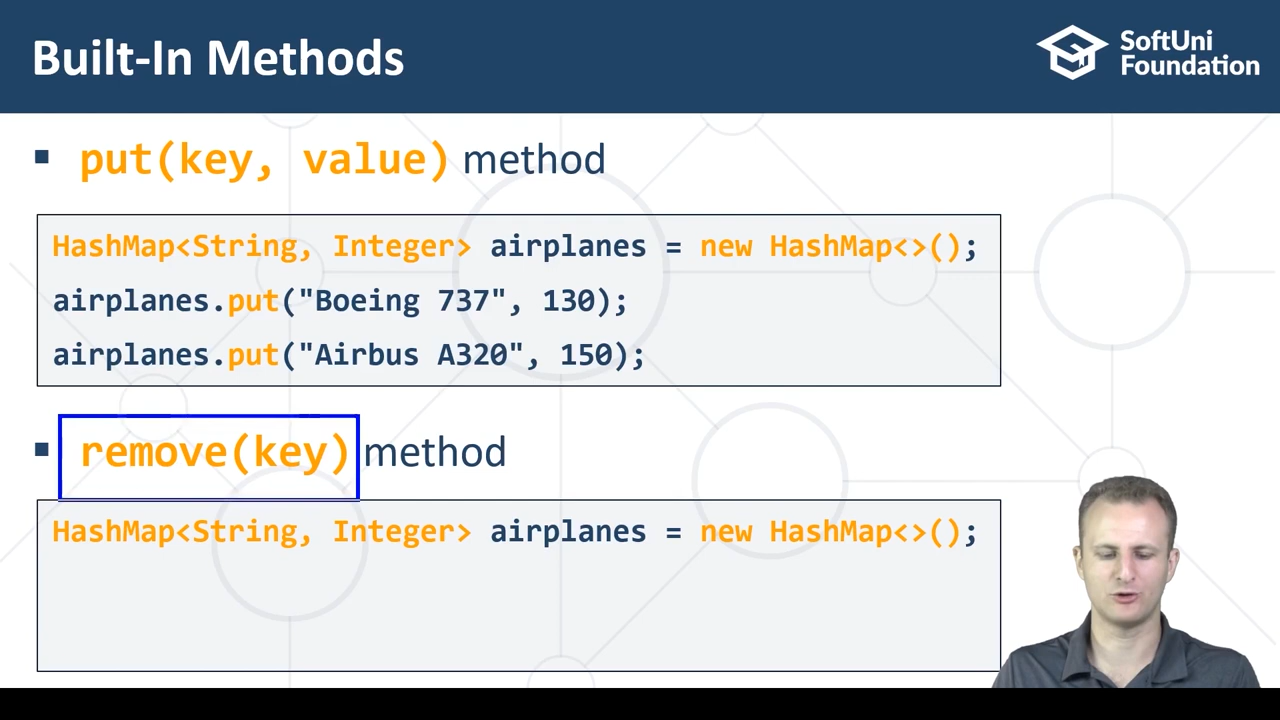 Built-In Methods
SoftUni
Foundation
▪ put(key, value) method
HashMap<String, Integer> airplanes = new HashMap<>();
airplanes.put("Boeing 737", 130);
airplanes.put("Airbus A320", 150);
▪ remove(key) method
HashMap<String, Integer> airplanes = new HashMap<>();